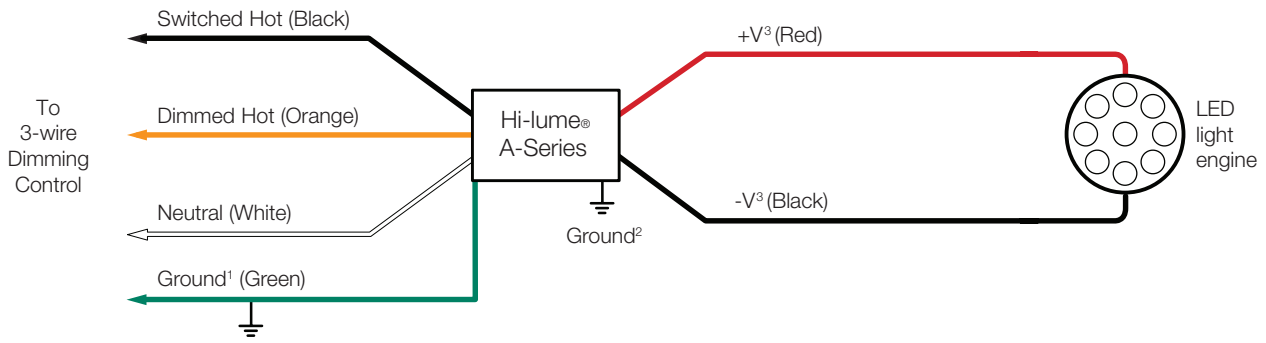 Switched Hot (Black)
To
3-wire
Dimming
Control
Dimmed Hot (Orange)
Neutral (White)
Ground¹ (Green)
Hi-lume®
A-Series
Ground²
+V³ (Red)
-V³ (Black)
LED
light
engine